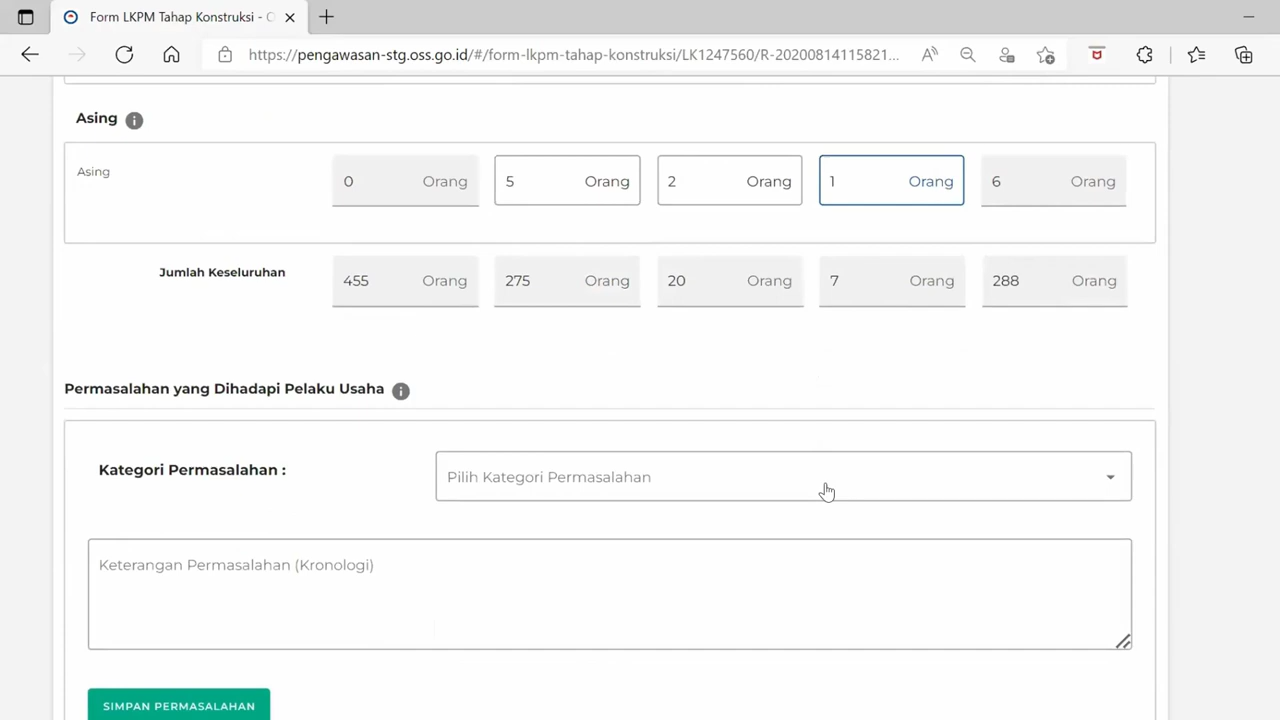 Form LKPM Tahap Konstruksi - O
https://pengawasan-stg.oss.go.id/#/form-lkpm-tahap-konstruksi/LK1247560/R-20200814115821...
Asing
Asing
0 Orang 5 Orang 2 Orang 1 Orang 6 Orang
Jumlah Keseluruhan
455 Orang 275 Orang 20 Orang 7 Orang 288 Orang
Permasalahan yang Dihadapi Pelaku Usaha
Kategori Permasalahan :
Pilih Kategori Permasalahan
Keterangan Permasalahan (Kronologi)
SIMPAN PERMASALAHAN